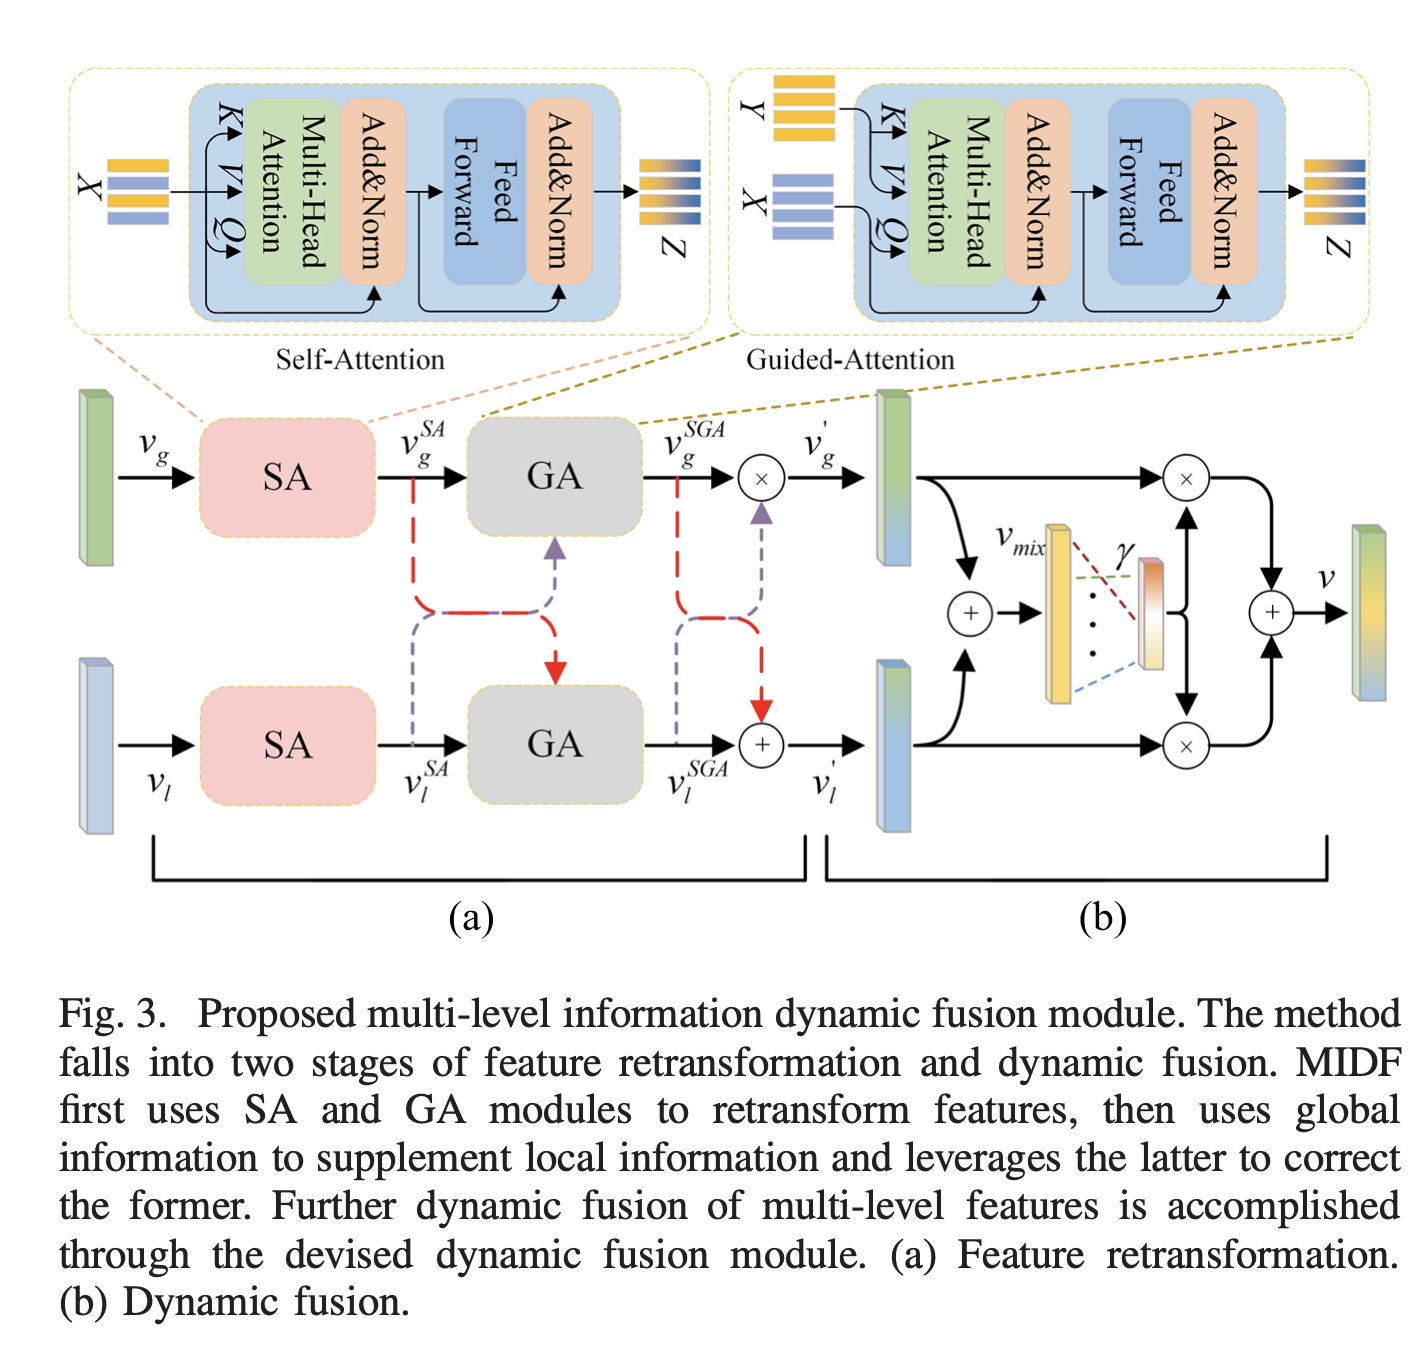 X
K
V
Q
Multi-Head
Attention
Add&Norm
Feed
Forward
Add&Norm
Z
Self-Attention
Y
X
K
V
Q
Multi-Head
Attention
Add&Norm
Feed
Forward
Add&Norm
Z
Guided-Attention
v_g
SA
v_g^{SA}
GA
v_g^{SGA}
×
v_g^'
×
v_{mix}
γ
+
+
v
v_l
SA
v_l^{SA}
GA
v_l^{SGA}
+
v_l^'
×
(a)
(b)
Fig. 3. Proposed multi-level information dynamic fusion module. The method
falls into two stages of feature retransformation and dynamic fusion. MIDF
first uses SA and GA modules to retransform features, then uses global
information to supplement local information and leverages the latter to correct
the former. Further dynamic fusion of multi-level features is accomplished
through the devised dynamic fusion module. (a) Feature retransformation.
(b) Dynamic fusion.